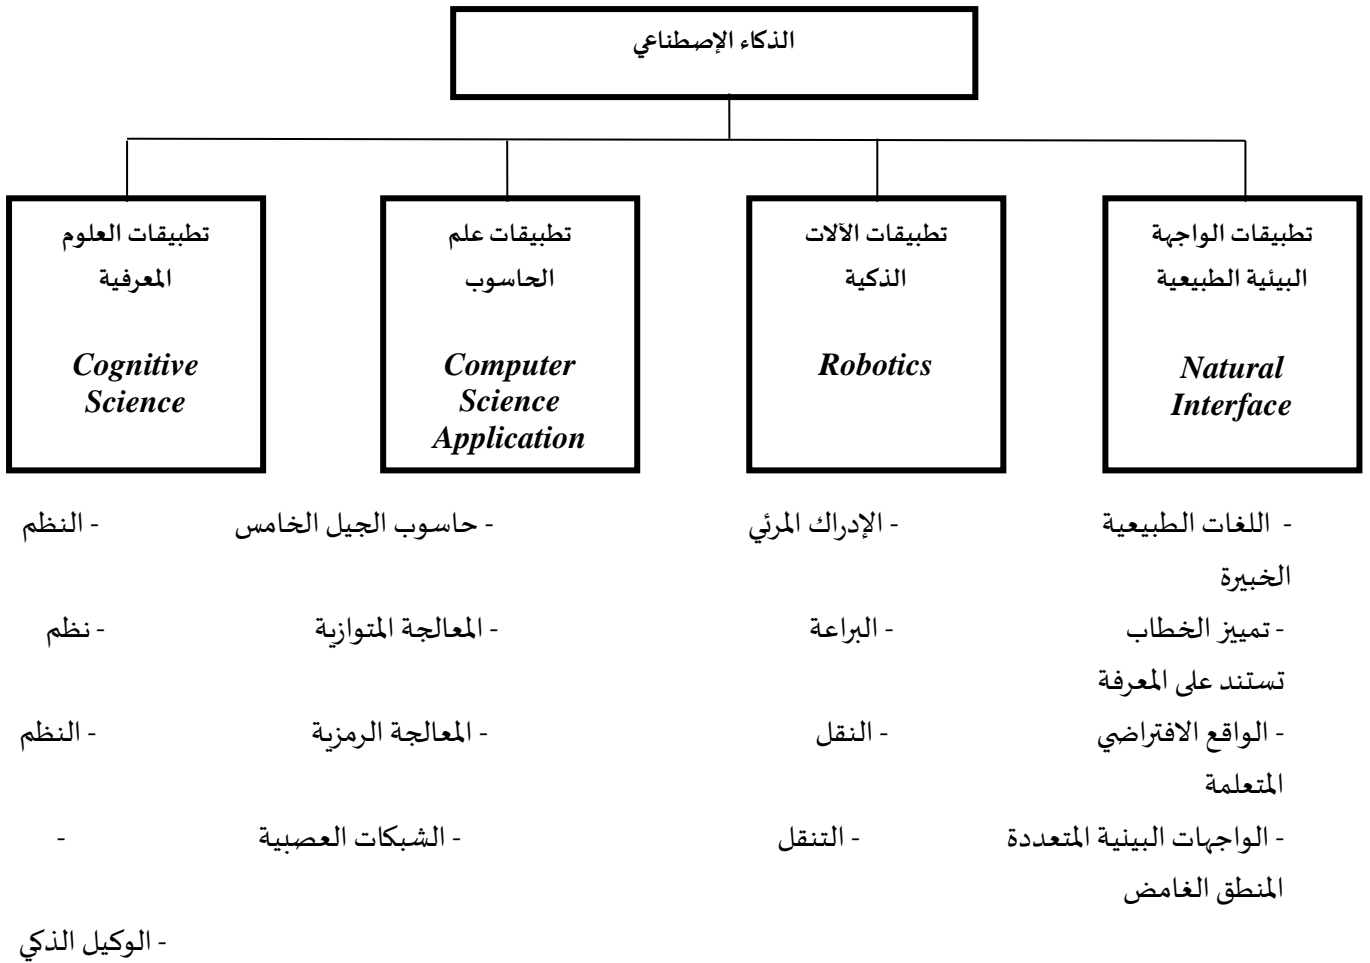 الذكاء الإصطناعي
تطبيقات الواجهة
البيئية الطبيعية
Natural
Interface
تطبيقات الآلات
الذكية
Robotics
تطبيقات علم
الحاسوب
Computer
Science
Application
تطبيقات العلوم
المعرفية
Cognitive
Science
- اللغات الطبيعية - الإدراك المرئي - حاسوب الجيل الخامس - النظم
الخبيرة
- تمييز الخطاب - البراعة - المعالجة المتوازية - نظم
تستند على المعرفة
- الواقع الافتراضي - النقل - المعالجة الرمزية - النظم
المتعلمة
- الواجهات البينية المتعددة - التنقل - الشبكات العصبية -
المنطق الغامض
- الوكيل الذكي